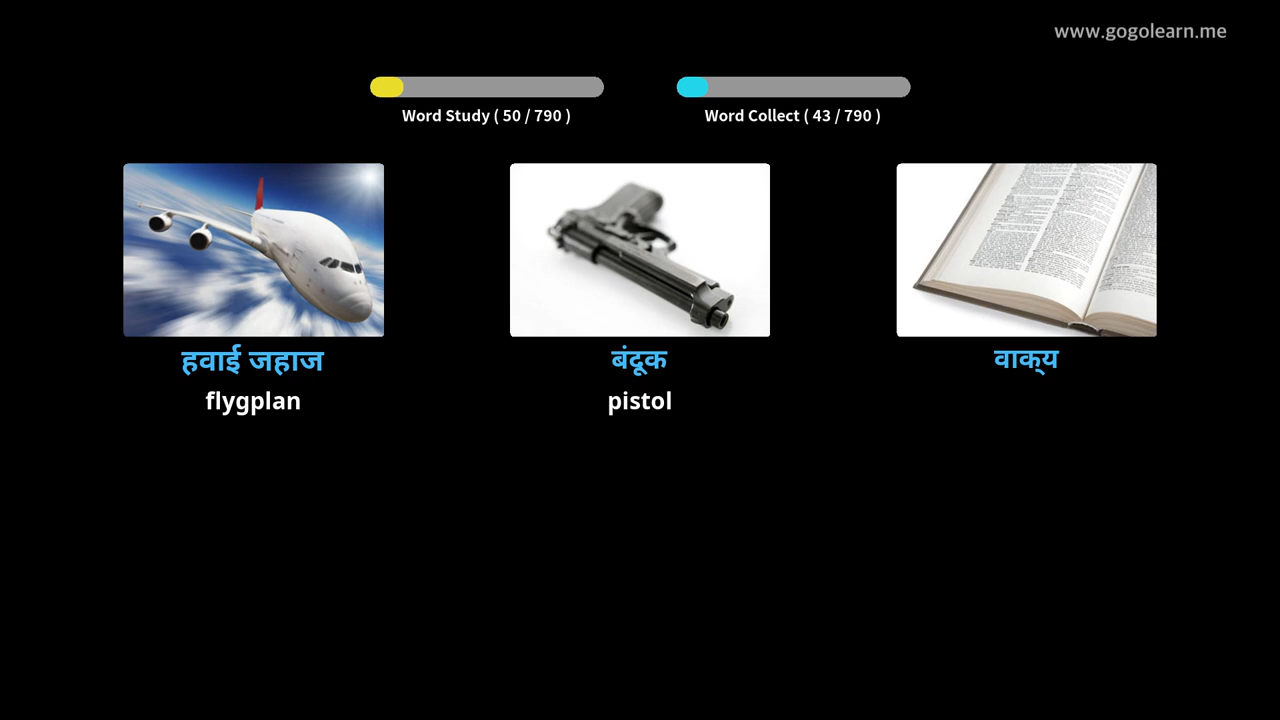 www.gogolearn.me
Word Study ( 50 / 790 )
Word Collect ( 43 / 790 )
हवाई जहाज
बंदूक
वाक्य
flygplan
pistol